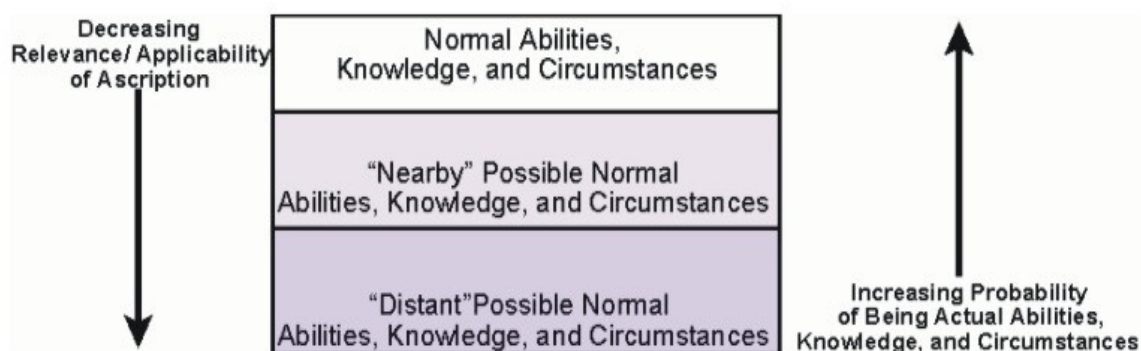 Decreasing
Relevance/ Applicability
of Ascription
Normal Abilities,
Knowledge, and Circumstances
“Nearby” Possible Normal
Abilities, Knowledge, and Circumstances
“Distant”Possible Normal
Abilities, Knowledge, and Circumstances
Increasing Probability
of Being Actual Abilities,
Knowledge, and Circumstances